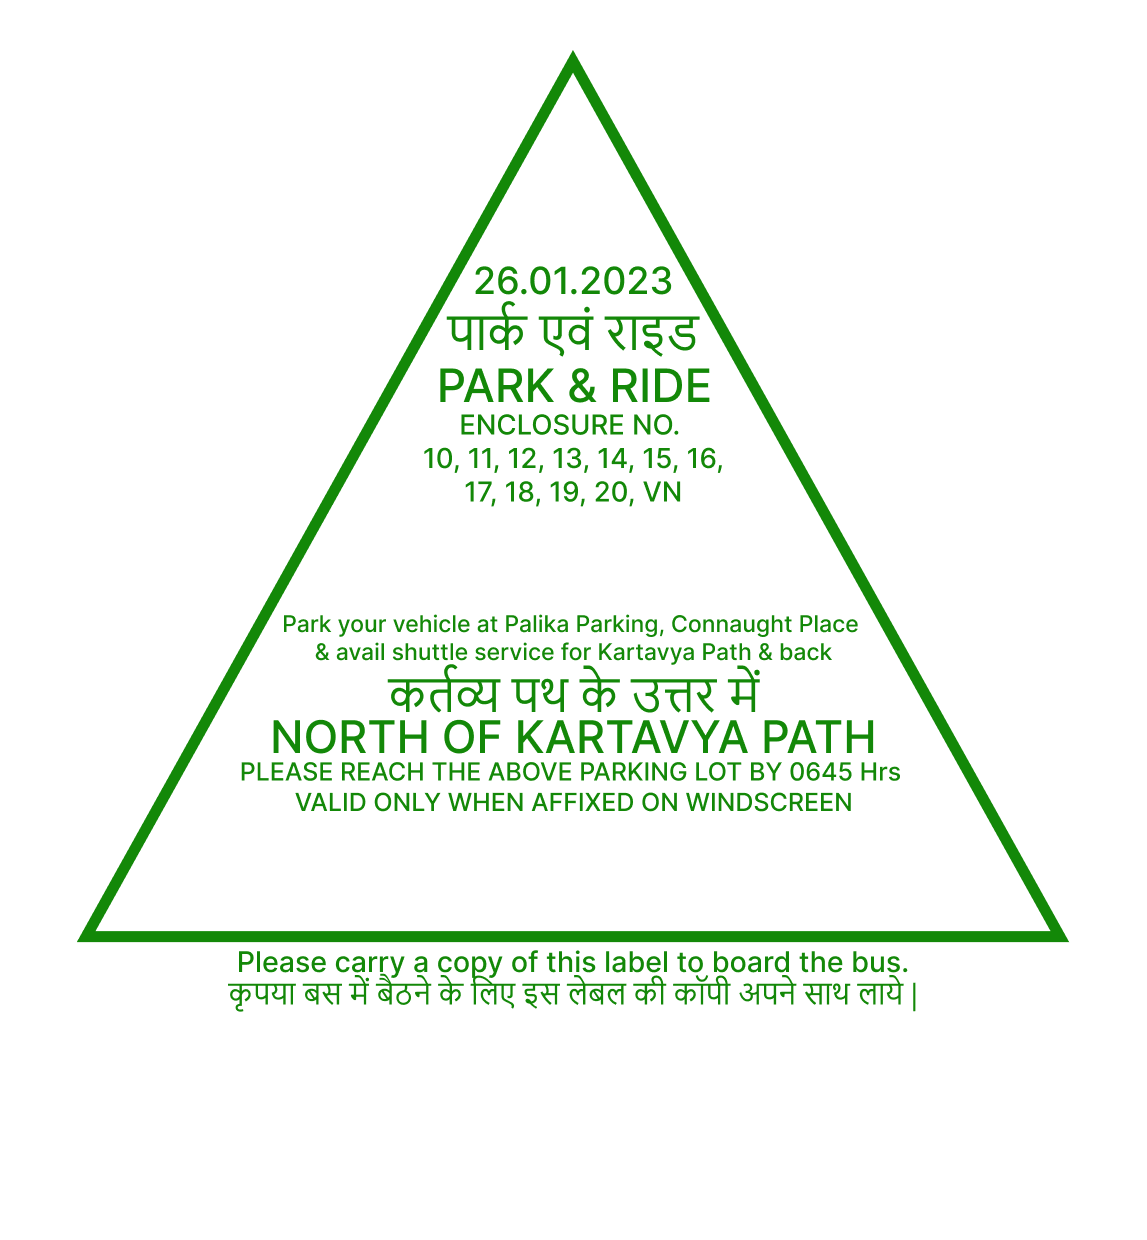 26.01.2023
पार्क एवं राइड
PARK & RIDE
ENCLOSURE NO.
10, 11, 12, 13, 14, 15, 16,
17, 18, 19, 20, VN
Park your vehicle at Palika Parking, Connaught Place
& avail shuttle service for Kartavya Path & back
कर्तव्य पथ के उत्तर में
NORTH OF KARTAVYA PATH
PLEASE REACH THE ABOVE PARKING LOT BY 0645 Hrs
VALID ONLY WHEN AFFIXED ON WINDSCREEN
Please carry a copy of this label to board the bus.
कृपया बस में बैठने के लिए इस लेबल की कॉपी अपने साथ लाये |